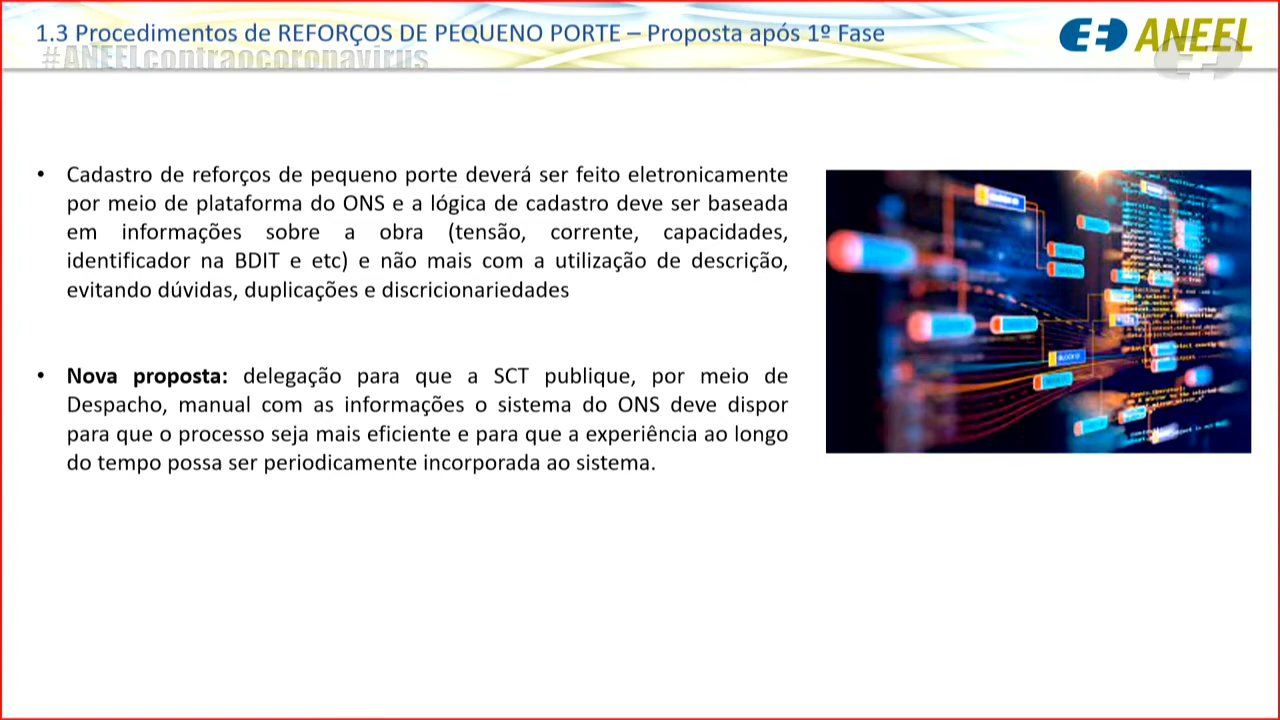 1.3 Procedimentos de REFORÇOS DE PEQUENO PORTE – Proposta após 1º Fase
ANEEL
#ANEELcontraocoronavirus
• Cadastro de reforços de pequeno porte deverá ser feito eletronicamente
por meio de plataforma do ONS e a lógica de cadastro deve ser baseada
em informações sobre a obra (tensão, corrente, capacidades,
identificador na BDIT e etc) e não mais com a utilização de descrição,
evitando dúvidas, duplicações e discricionariedades
• Nova proposta: delegação para que a SCT publique, por meio de
Despacho, manual com as informações o sistema do ONS deve dispor
para que o processo seja mais eficiente e para que a experiência ao longo
do tempo possa ser periodicamente incorporada ao sistema.